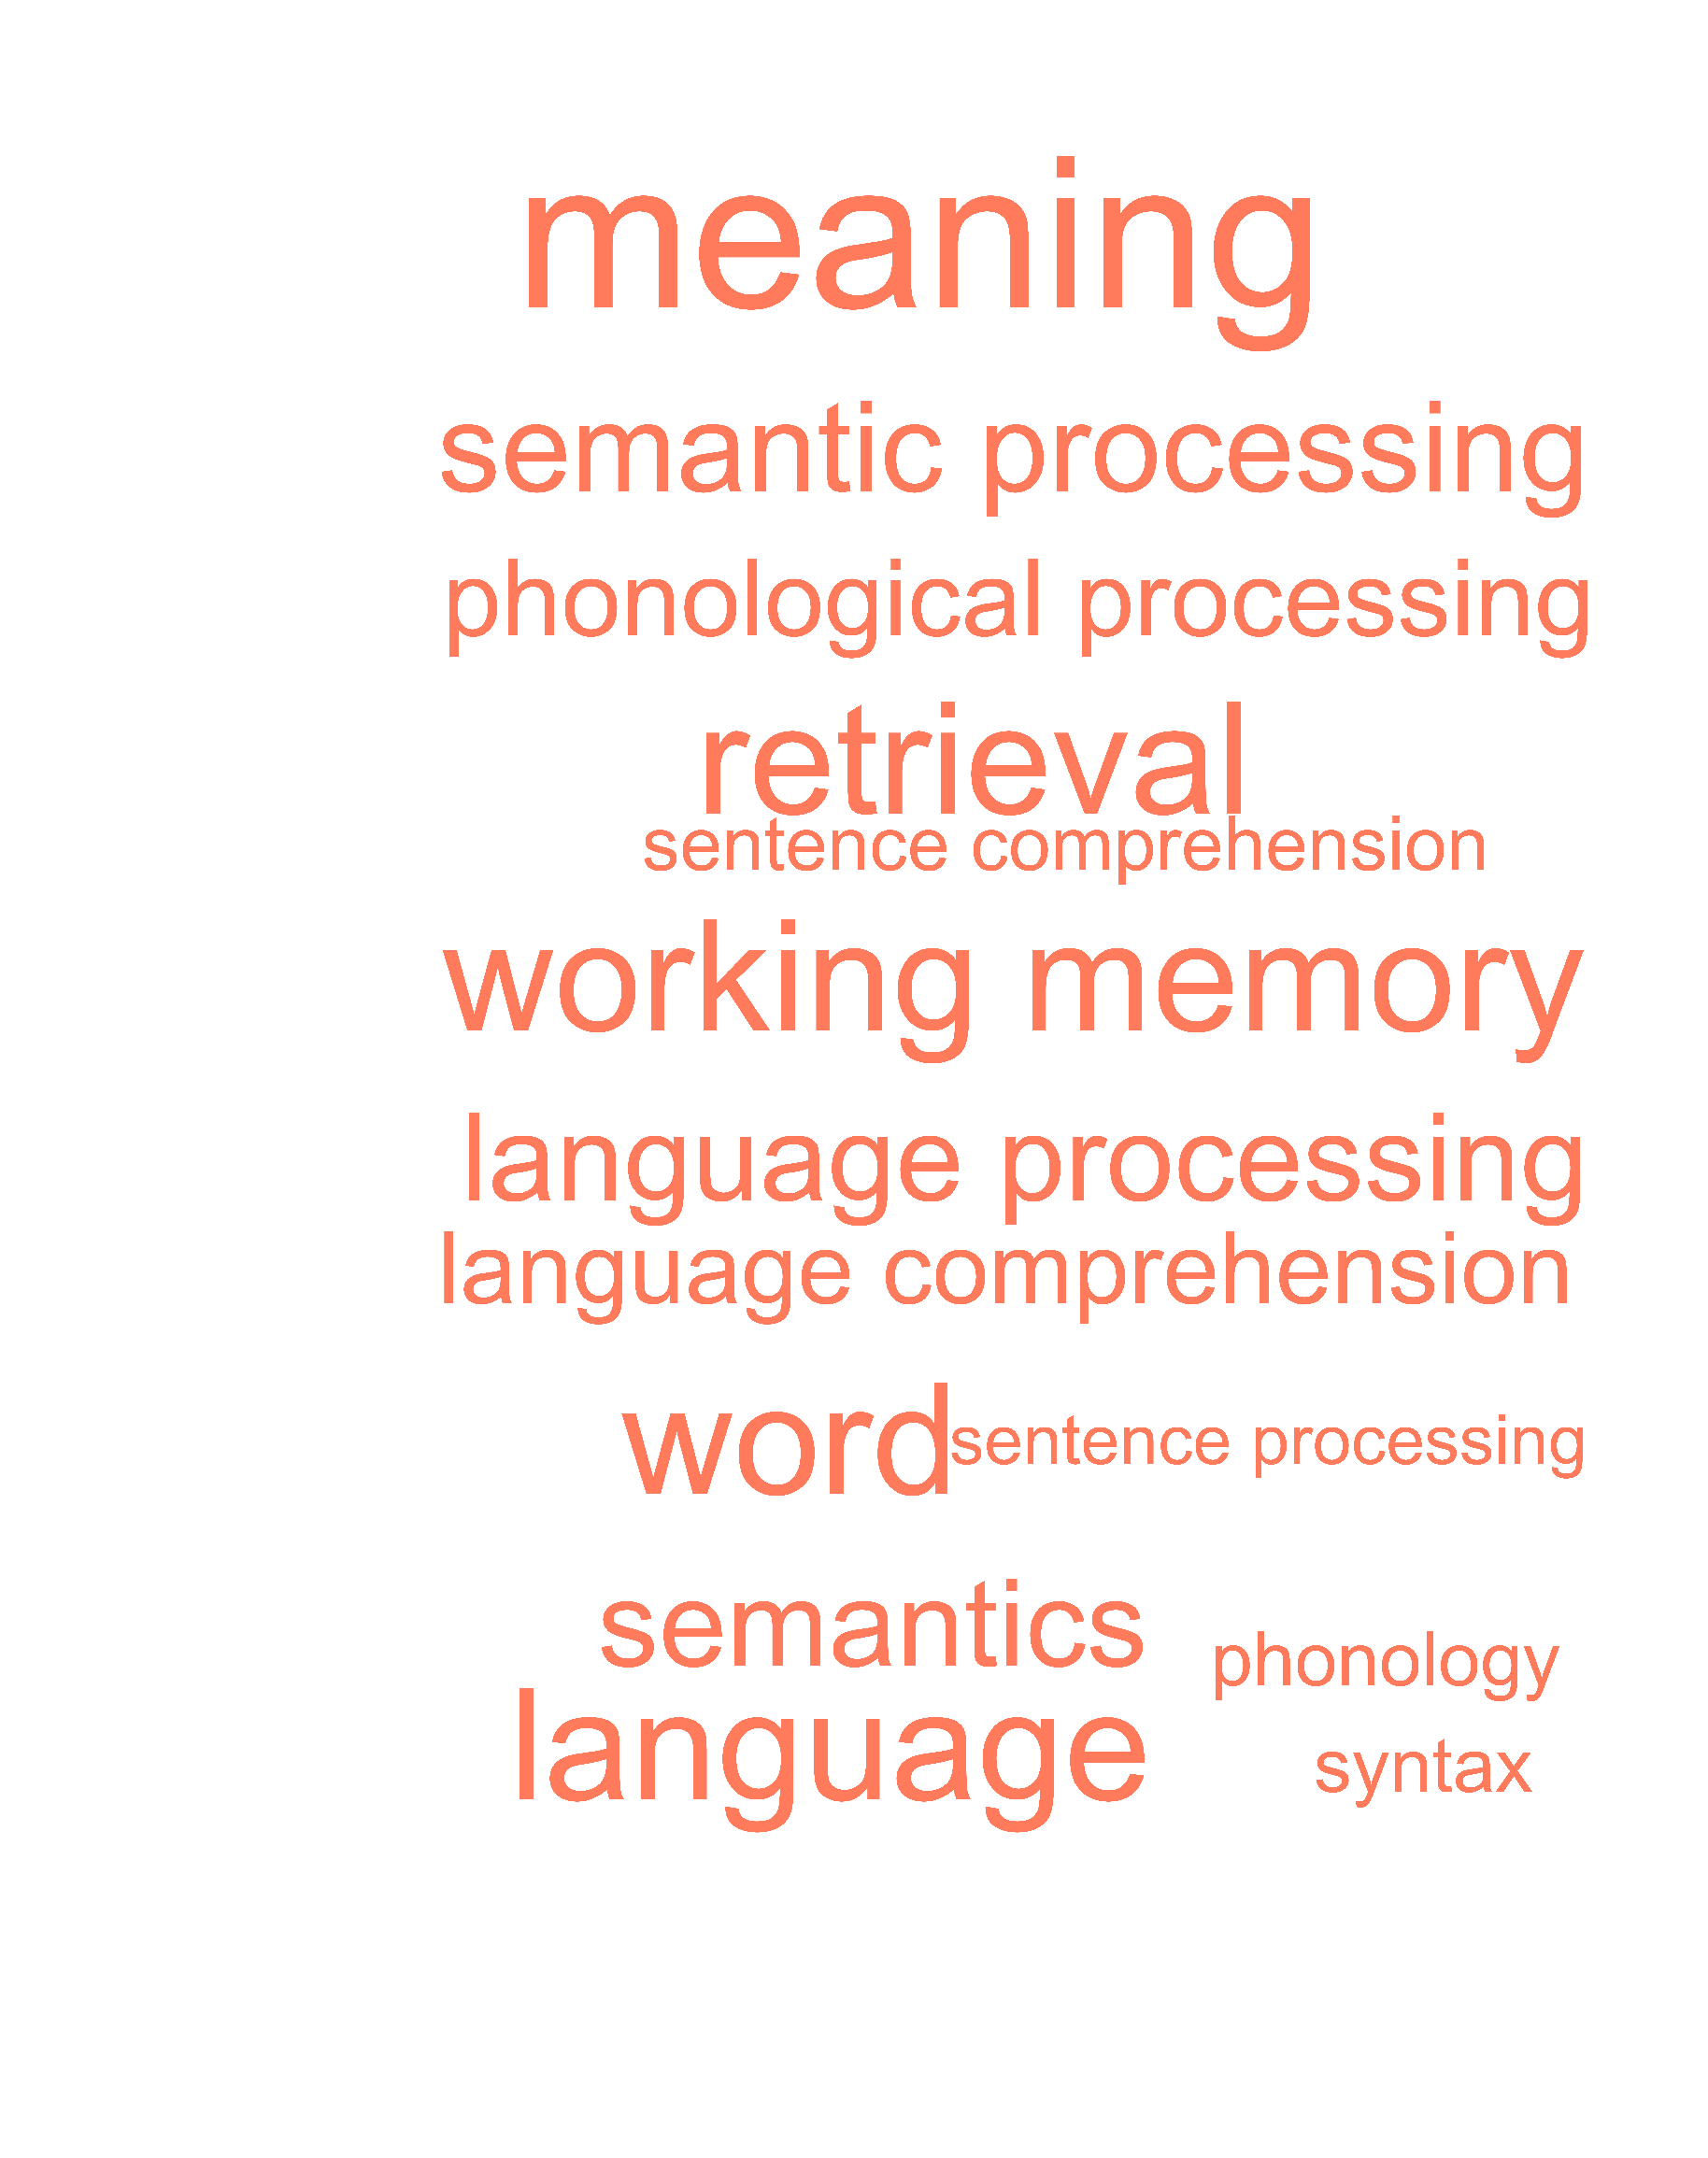 meaning
semantic processing
phonological processing
retrieval
sentence comprehension
working memory
language processing
language comprehension
word sentence processing
semantics
phonology
language
syntax